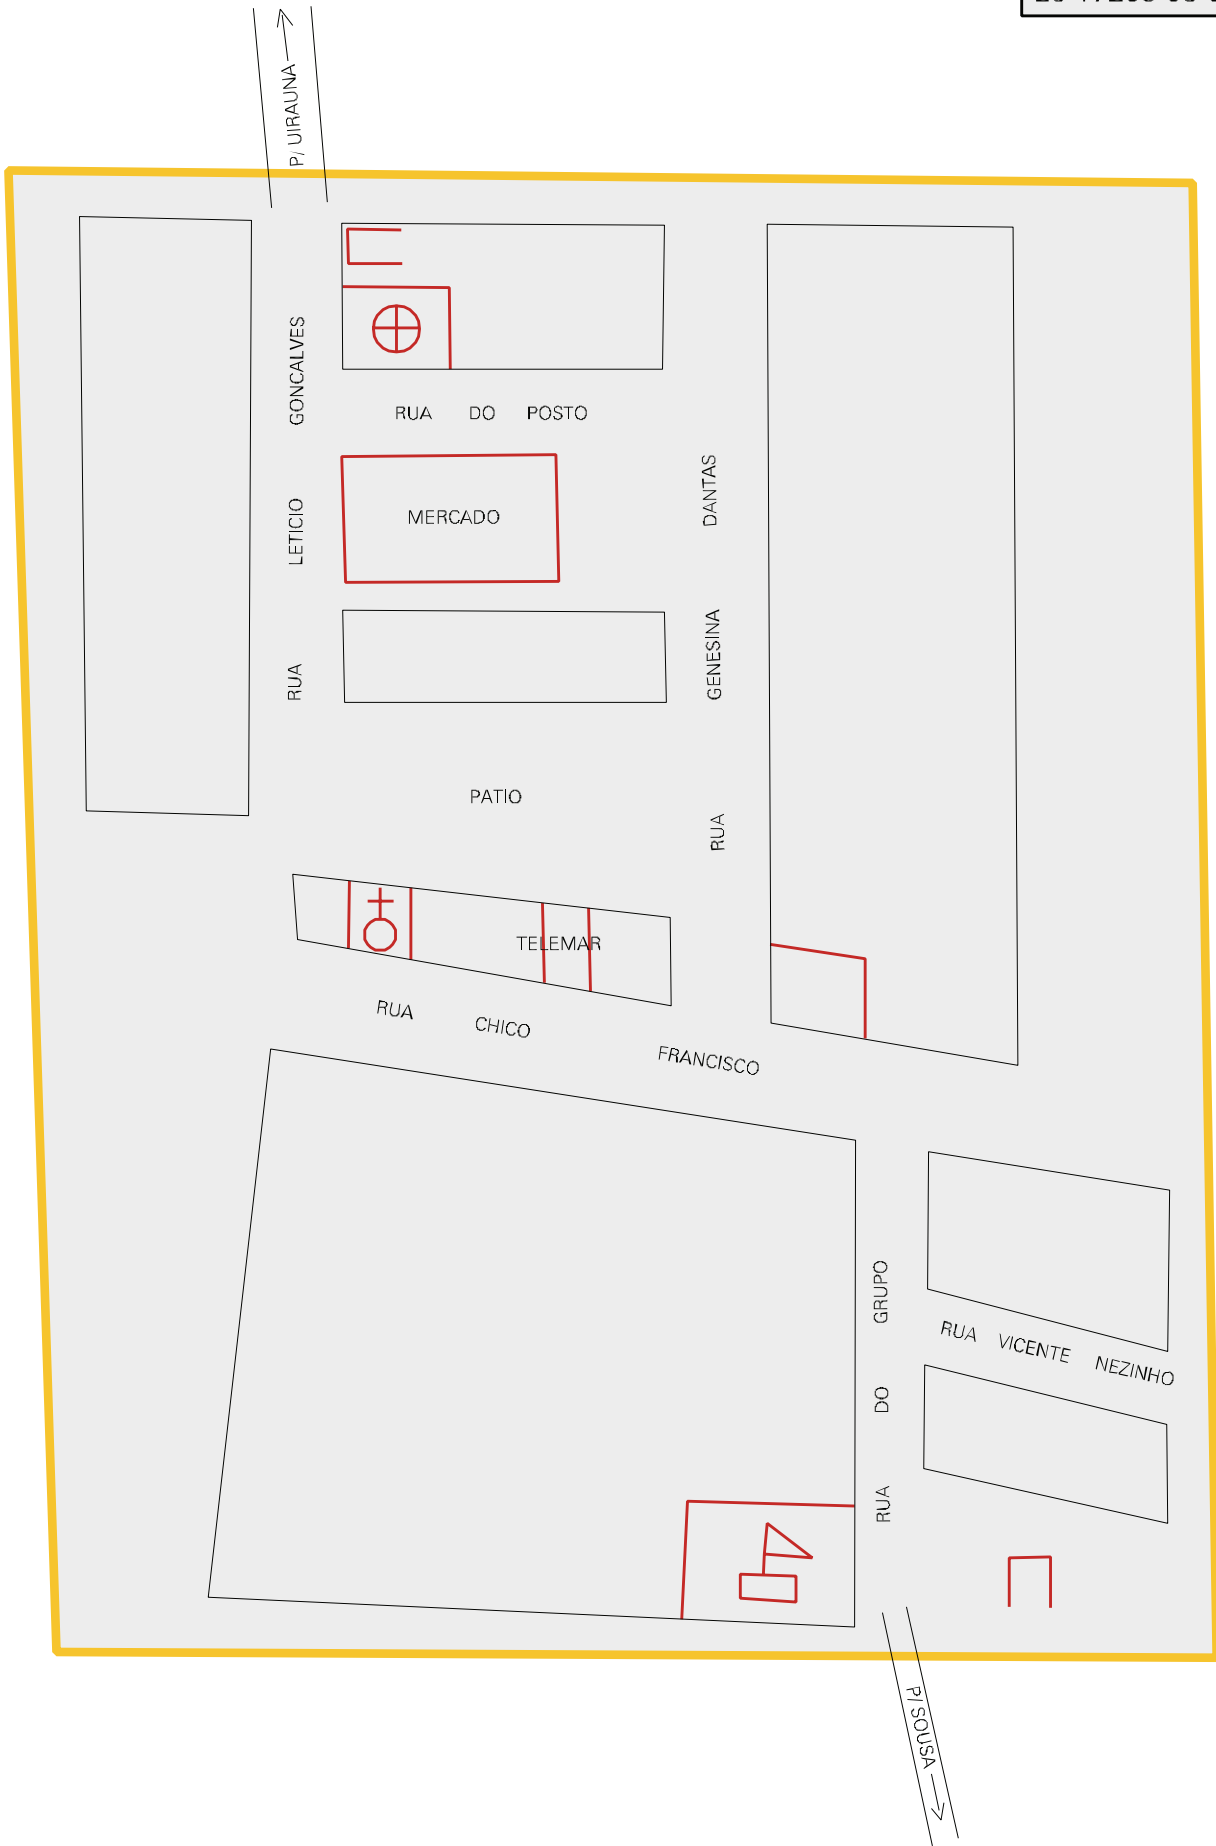 P/ UIRAUNA
RUA LETICIO GONCALVES
RUA DO POSTO
MERCADO
RUA GENESINA DANTAS
PATIO
TELEMAR
RUA CHICO FRANCISCO
RUA DO GRUPO
RUA VICENTE NEZINHO
P/ SOUSA